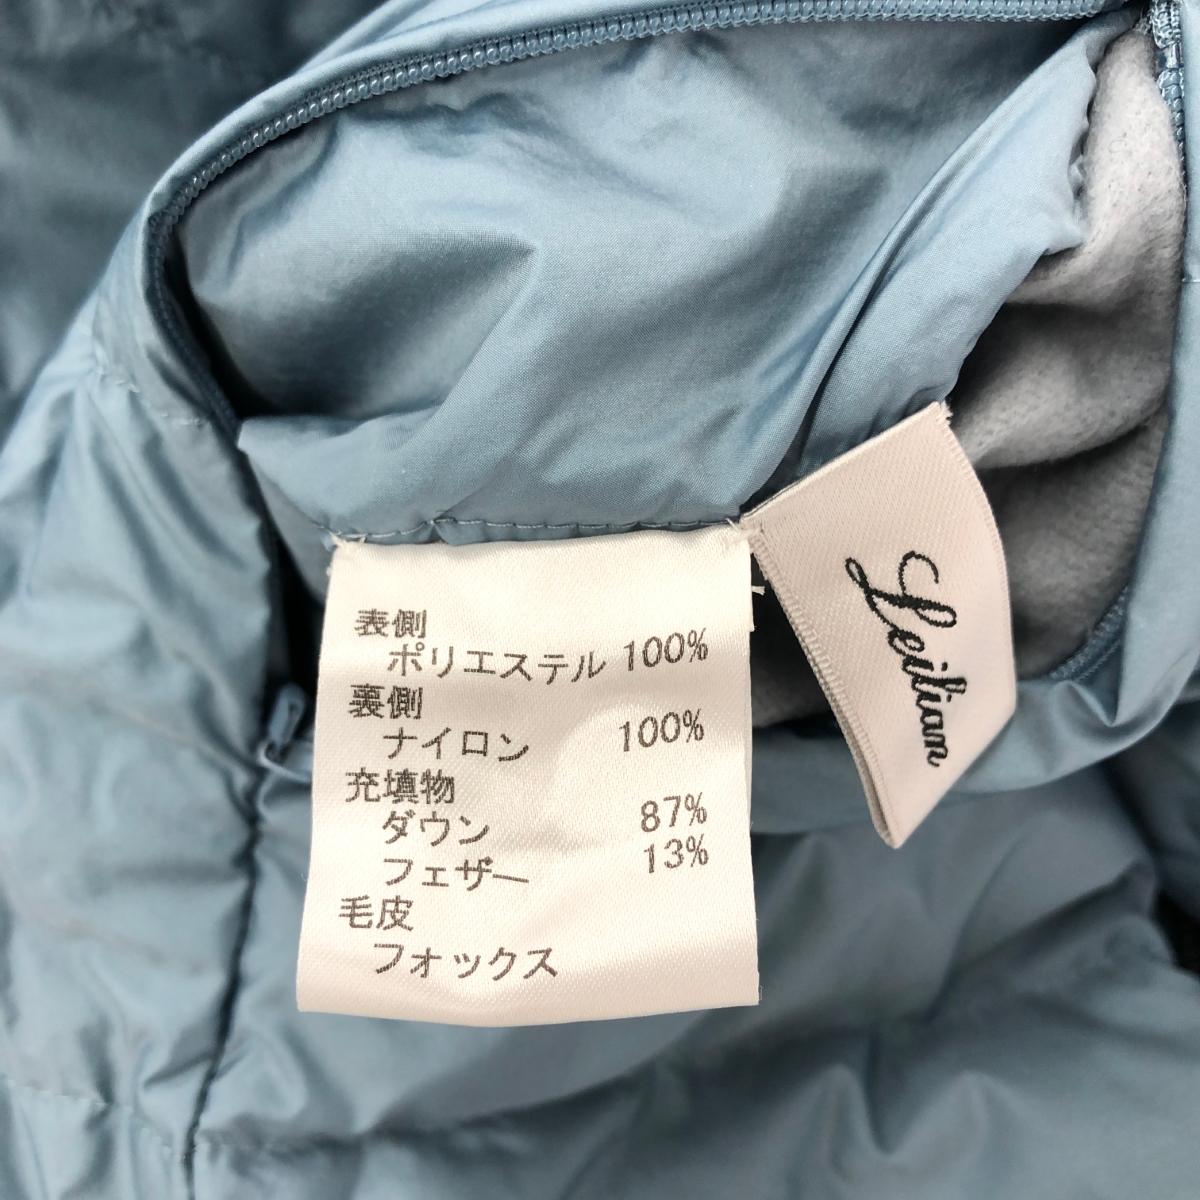 表側
ポリエステル 100%
裏側
ナイロン 100%
充填物
ダウン 87%
フェザー 13%
毛皮
フォックス
Leilian